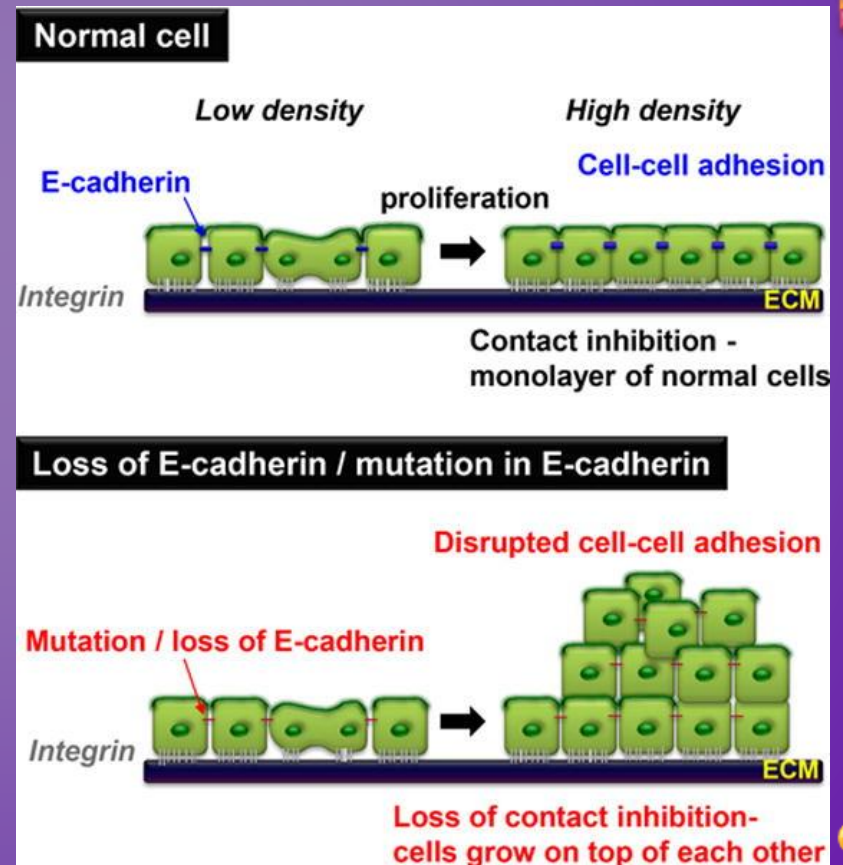 Normal cell
Low density
High density
E-cadherin
Cell-cell adhesion
proliferation
Integrin
ECM
Contact inhibition -
monolayer of normal cells
Loss of E-cadherin / mutation in E-cadherin
Disrupted cell-cell adhesion
Mutation / loss of E-cadherin
Integrin
ECM
Loss of contact inhibition-
cells grow on top of each other